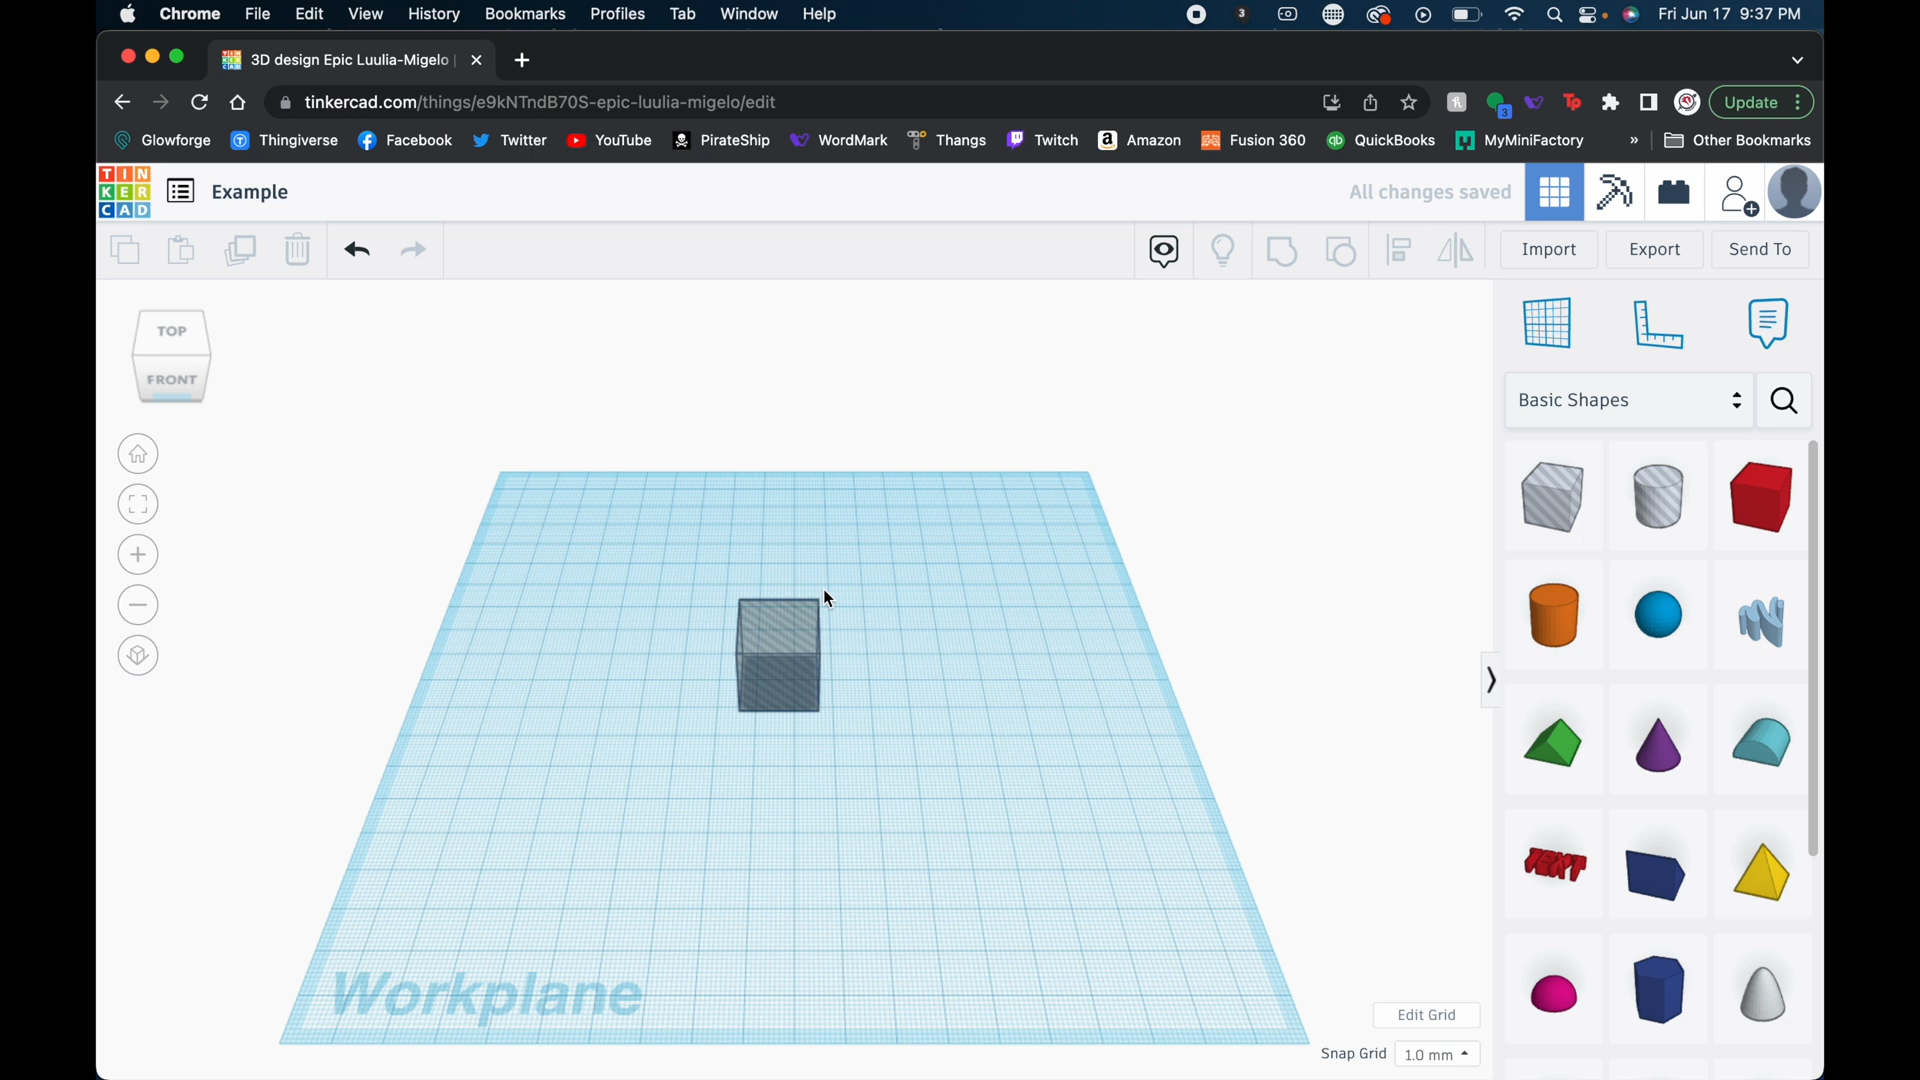 Chrome File Edit View History Bookmarks Profiles Tab Window Help 3 Fri Jun 17 9:37 PM
3D design Epic Luulia-Migelo
tinkercad.com/things/e9kNTndB70S-epic-luulia-migelo/edit 3 Update
Glowforge Thingiverse Facebook Twitter YouTube PirateShip WordMark Thangs Twitch Amazon Fusion 360 QuickBooks MyMiniFactory » Other Bookmarks
TIN
KER
CAD
Example All changes saved
Import Export Send To
TOP
FRONT
Basic Shapes
TEXT
Workplane
Edit Grid
Snap Grid 1.0 mm